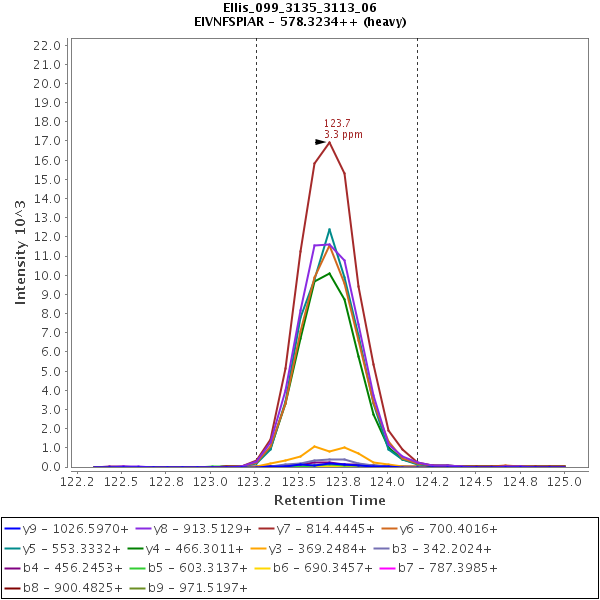 Ellis_099_3135_3113_06
EIVNFSPIAR - 578.3234++ (heavy)
22.0
21.0
20.0
19.0
18.0
17.0
16.0
15.0
14.0
13.0
12.0
11.0
10.0
9.0
8.0
7.0
6.0
5.0
4.0
3.0
2.0
1.0
0.0
Intensity 10^3
123.7
3.3 ppm
122.2 122.5 122.8 123.0 123.2 123.5 123.8 124.0 124.2 124.5 124.8 125.0
Retention Time
y9 - 1026.5970+ y8 - 913.5129+ y7 - 814.4445+ y6 - 700.4016+
y5 - 553.3332+ y4 - 466.3011+ y3 - 369.2484+ b3 - 342.2024+
b4 - 456.2453+ b5 - 603.3137+ b6 - 690.3457+ b7 - 787.3985+
b8 - 900.4825+ b9 - 971.5197+